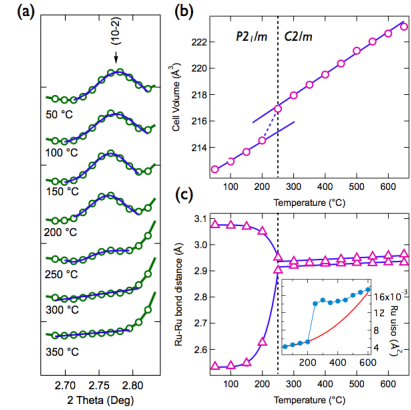 (a)
(10-2)
50 °C
100 °C
150 °C
200 °C
250 °C
300 °C
350 °C
2.70 2.76 2.80
2 Theta (Deg)
(b)
P2₁/m C2/m
222
220
218
216
214
Cell Volume (Å³)
100 200 300 400 500 600
Temperature (°C)
(c)
3.1
3.0
2.9
2.8
2.7
2.6
Ru-Ru bond distance (Å)
100 200 300 400 500 600
Temperature (°C)
16x10⁻³
12
8
4
Ru uiso (Å²)
200 400 600